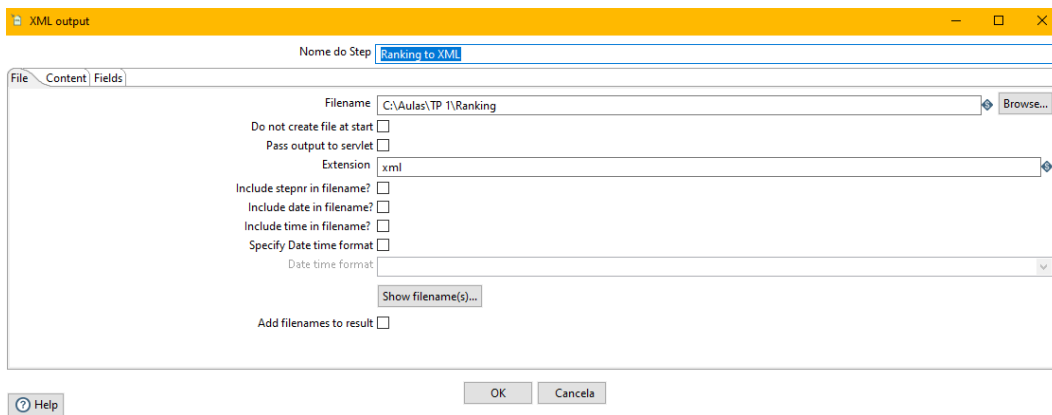 XML output
Nome do Step Ranking to XML
File Content Fields
Filename C:\Aulas\TP 1\Ranking Browse...
Do not create file at start
Pass output to servlet
Extension xml
Include stepnr in filename?
Include date in filename?
Include time in filename?
Specify Date time format
Date time format
Show filename(s)...
Add filenames to result
OK Cancela
Help